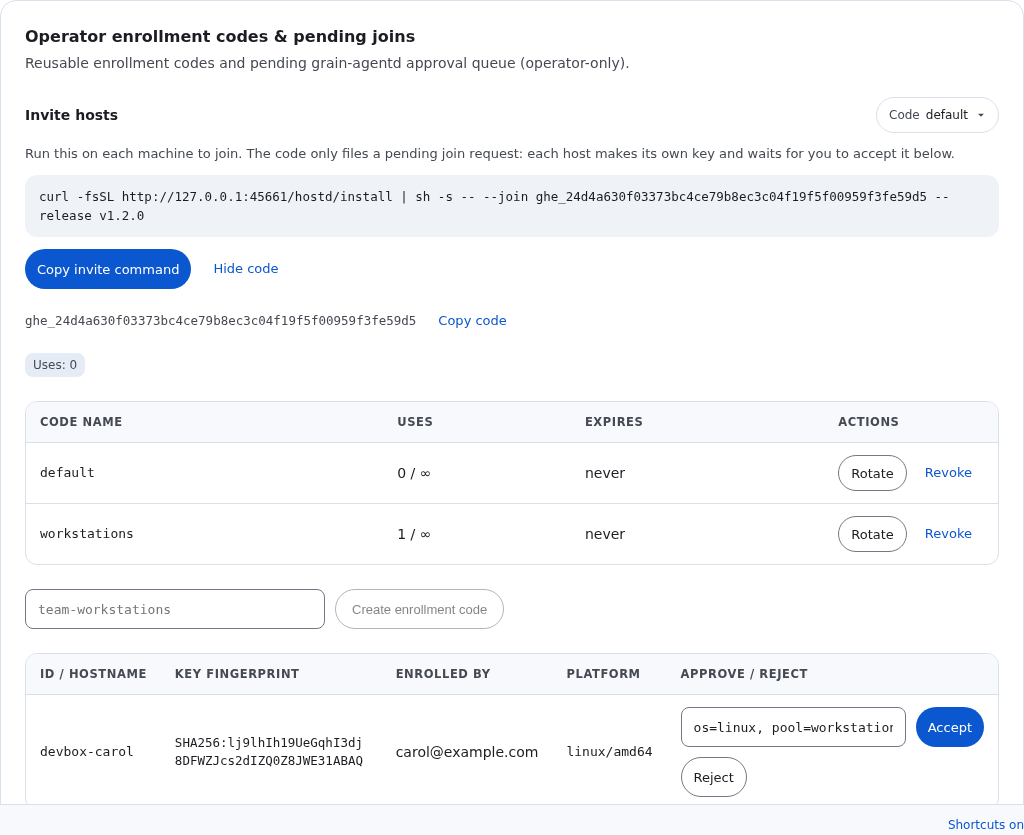 Operator enrollment codes & pending joins
Reusable enrollment codes and pending grain-agentd approval queue (operator-only).
Invite hosts
Code default
Run this on each machine to join. The code only files a pending join request: each host makes its own key and waits for you to accept it below.
curl -fsSL http://127.0.0.1:45661/hostd/install | sh -s -- --join ghe_24d4a630f03373bc4ce79b8ec3c04f19f5f00959f3fe59d5 --
release v1.2.0
Copy invite command
Hide code
ghe_24d4a630f03373bc4ce79b8ec3c04f19f5f00959f3fe59d5
Copy code
Uses: 0
CODE NAME USES EXPIRES ACTIONS
default 0 / ∞ never Rotate Revoke
workstations 1 / ∞ never Rotate Revoke
team-workstations
Create enrollment code
ID / HOSTNAME KEY FINGERPRINT ENROLLED BY PLATFORM APPROVE / REJECT
devbox-carol
SHA256:lj9lhIh19UeGqhI3dj
8DFWZJcs2dIZQ0Z8JWE31ABAQ
carol@example.com
linux/amd64
os=linux, pool=workstation
Accept
Reject
Shortcuts on